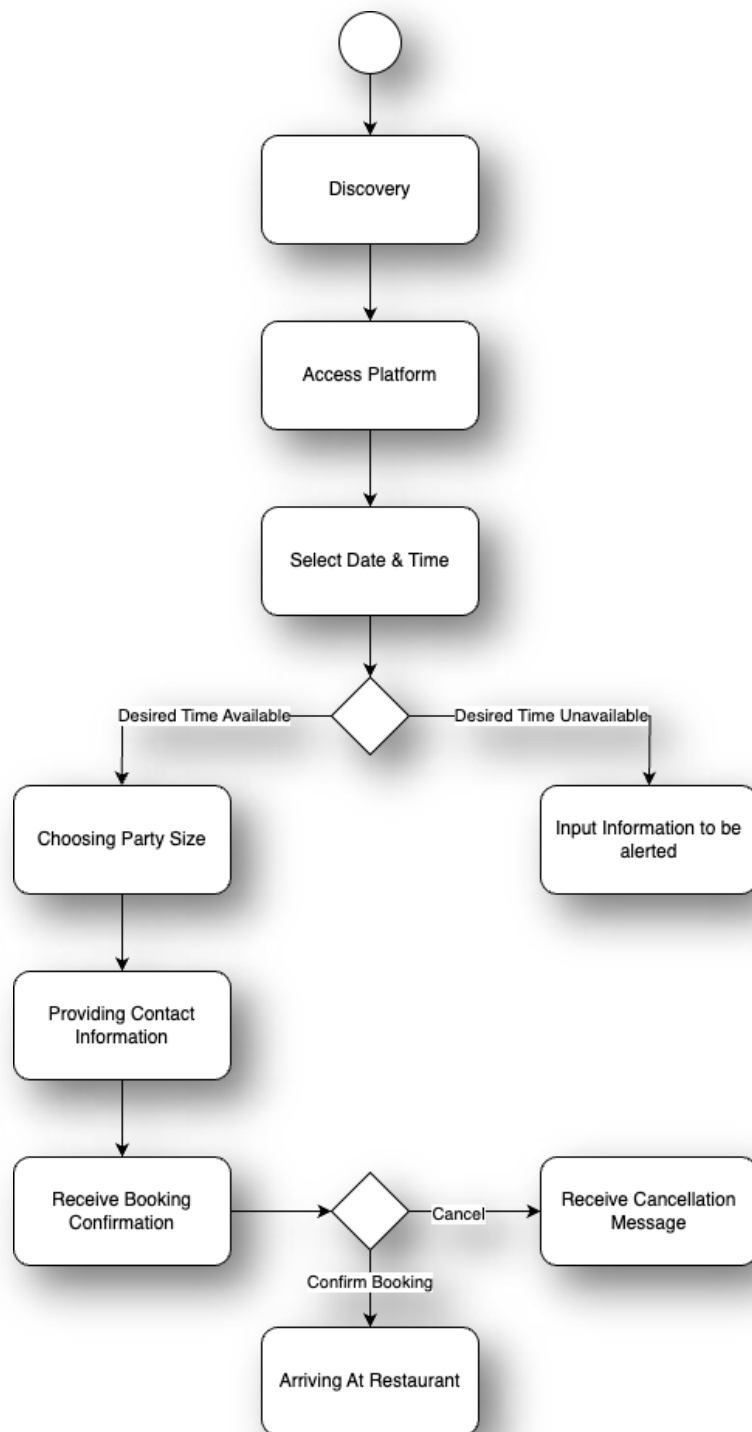 Discovery
Access Platform
Select Date & Time
Desired Time Available
Desired Time Unavailable
Choosing Party Size
Input Information to be
alerted
Providing Contact
Information
Receive Booking
Confirmation
Cancel
Receive Cancellation
Message
Confirm Booking
Arriving At Restaurant